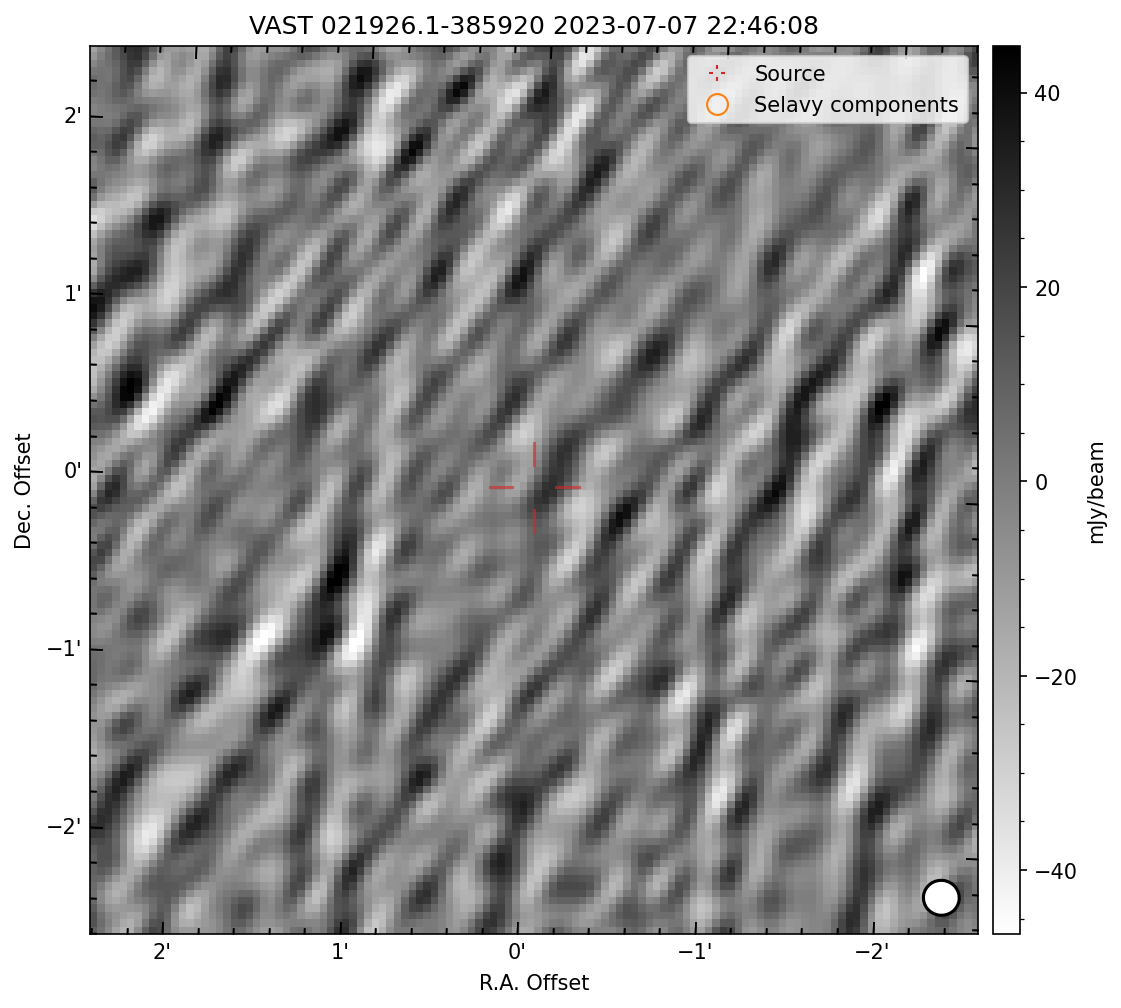 VAST 021926.1-385920 2023-07-07 22:46:08
Source
Selavy components
2'
1'
0'
−1'
−2'
Dec. Offset
2'
1'
0'
−1'
−2'
R.A. Offset
40
20
0
−20
−40
mJy/beam